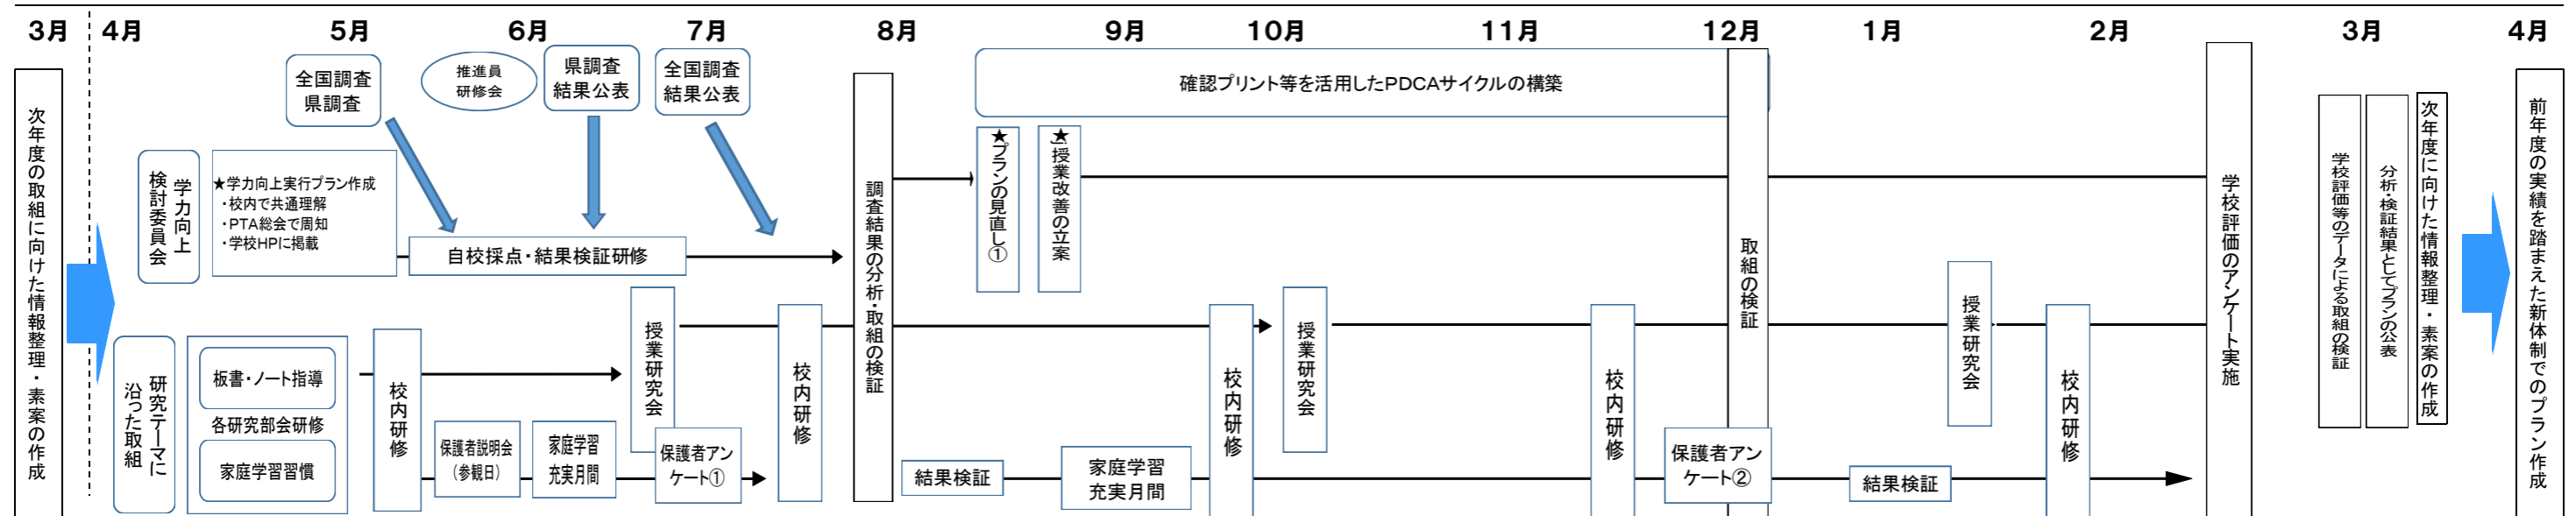 3月
4月
5月
6月
7月
8月
9月
10月
11月
12月
1月
2月
3月
4月
次年度の取組に向けた情報整理・素案の作成
学力向上
検討委員会
★学力向上実行プラン作成
・校内で共通理解
・PTA総会で周知
・学校HPに掲載
全国調査
県調査
推進員
研修会
県調査
結果公表
全国調査
結果公表
自校採点・結果検証研修
研究テーマに
沿った取組
板書・ノート指導
各研究部会研修
家庭学習習慣
校内研修
保護者説明会
(参観日)
家庭学習
充実月間
授業研究会
保護者アン
ケート①
校内研修
調査結果の分析・取組の検証
確認プリント等を活用したPDCAサイクルの構築
★プランの見直し①
★授業改善の立案
結果検証
家庭学習
充実月間
校内研修
授業研究会
校内研修
取組の検証
保護者アン
ケート②
結果検証
授業研究会
校内研修
学校評価のアンケート実施
学校評価等のデータによる取組の検証
分析・検証結果としてプランの公表
次年度に向けた情報整理・素案の作成
前年度の実績を踏まえた新体制でのプラン作成